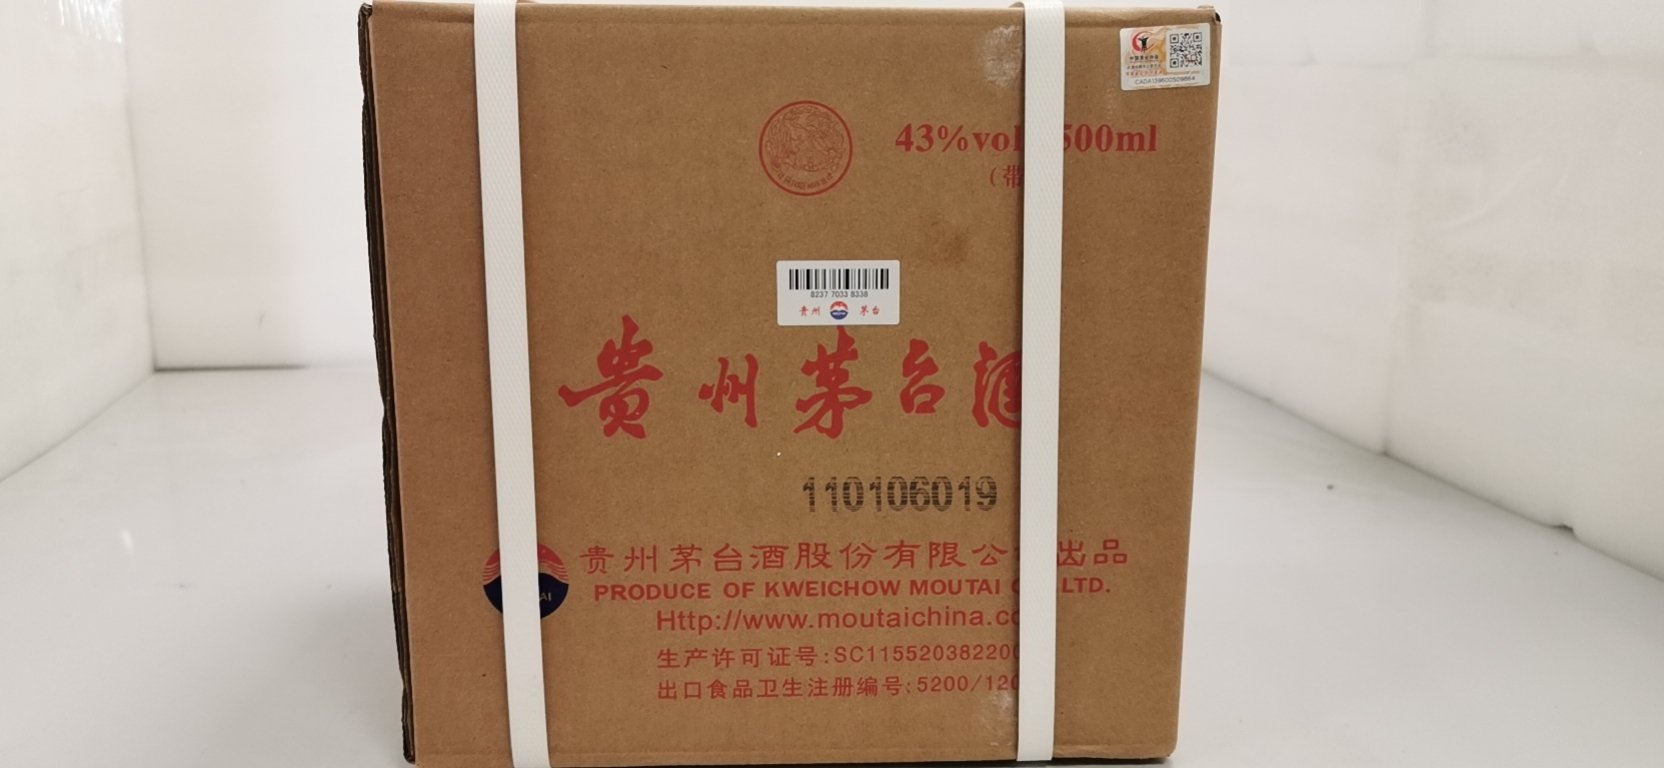 CADA139600509864
43%vol 500ml
(带
8237 7033 8338
贵州 茅台
贵州茅台酒
110106019
贵州茅台酒股份有限公 出品
PRODUCE OF KWEICHOW MOUTAI C LTD.
Http://www.moutaichina.co
生产许可证号:SC11552038220
出口食品卫生注册编号:5200/120